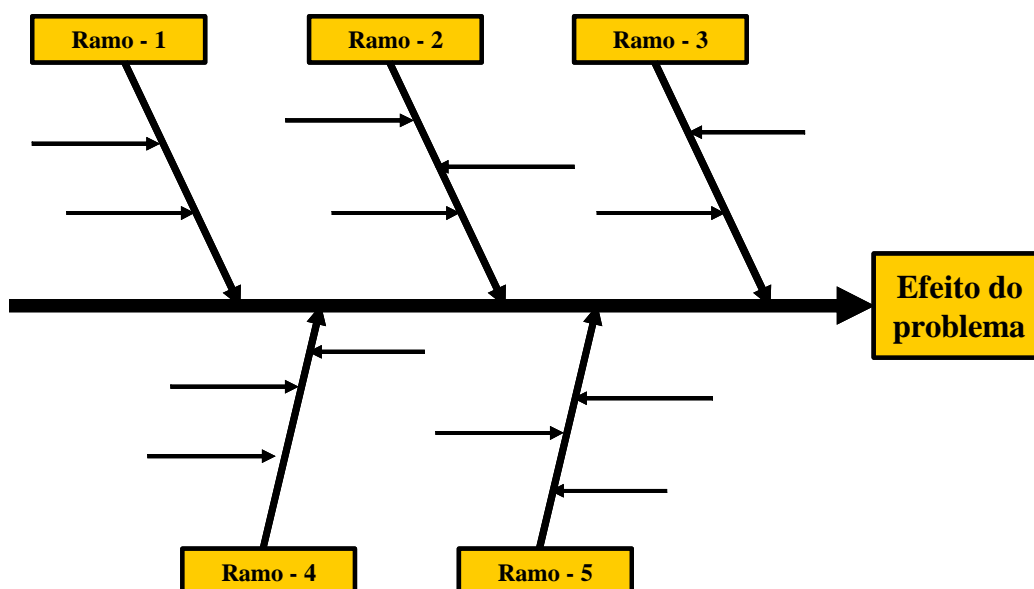 Ramo - 1
Ramo - 2
Ramo - 3
Efeito do
problema
Ramo - 4
Ramo - 5